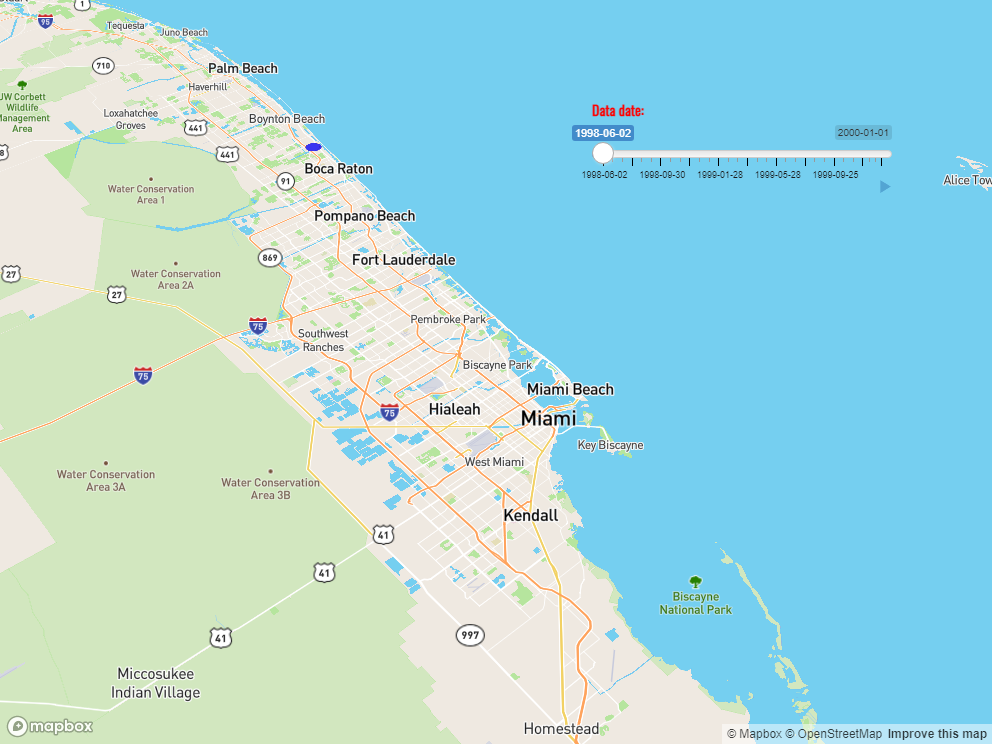 1
95
Tequesta
Juno Beach
710
Palm Beach
Haverhill
JW Corbett
Wildlife
Management
Area
Loxahatchee
Groves
441
Boynton Beach
441
Boca Raton
91
Water Conservation
Area 1
Pompano Beach
869
Fort Lauderdale
27
Water Conservation
Area 2A
27
75
Pembroke Park
Southwest
Ranches
75
Biscayne Park
Miami Beach
Hialeah
75
Miami
Key Biscayne
West Miami
Water Conservation
Area 3A
Water Conservation
Area 3B
Kendall
41
41
Biscayne
National Park
997
41
Miccosukee
Indian Village
Homestead
Data date:
1998-06-02
2000-01-01
1998-06-02 1998-09-30 1999-01-28 1999-05-28 1999-09-25
Alice Tow
mapbox
© Mapbox © OpenStreetMap Improve this map